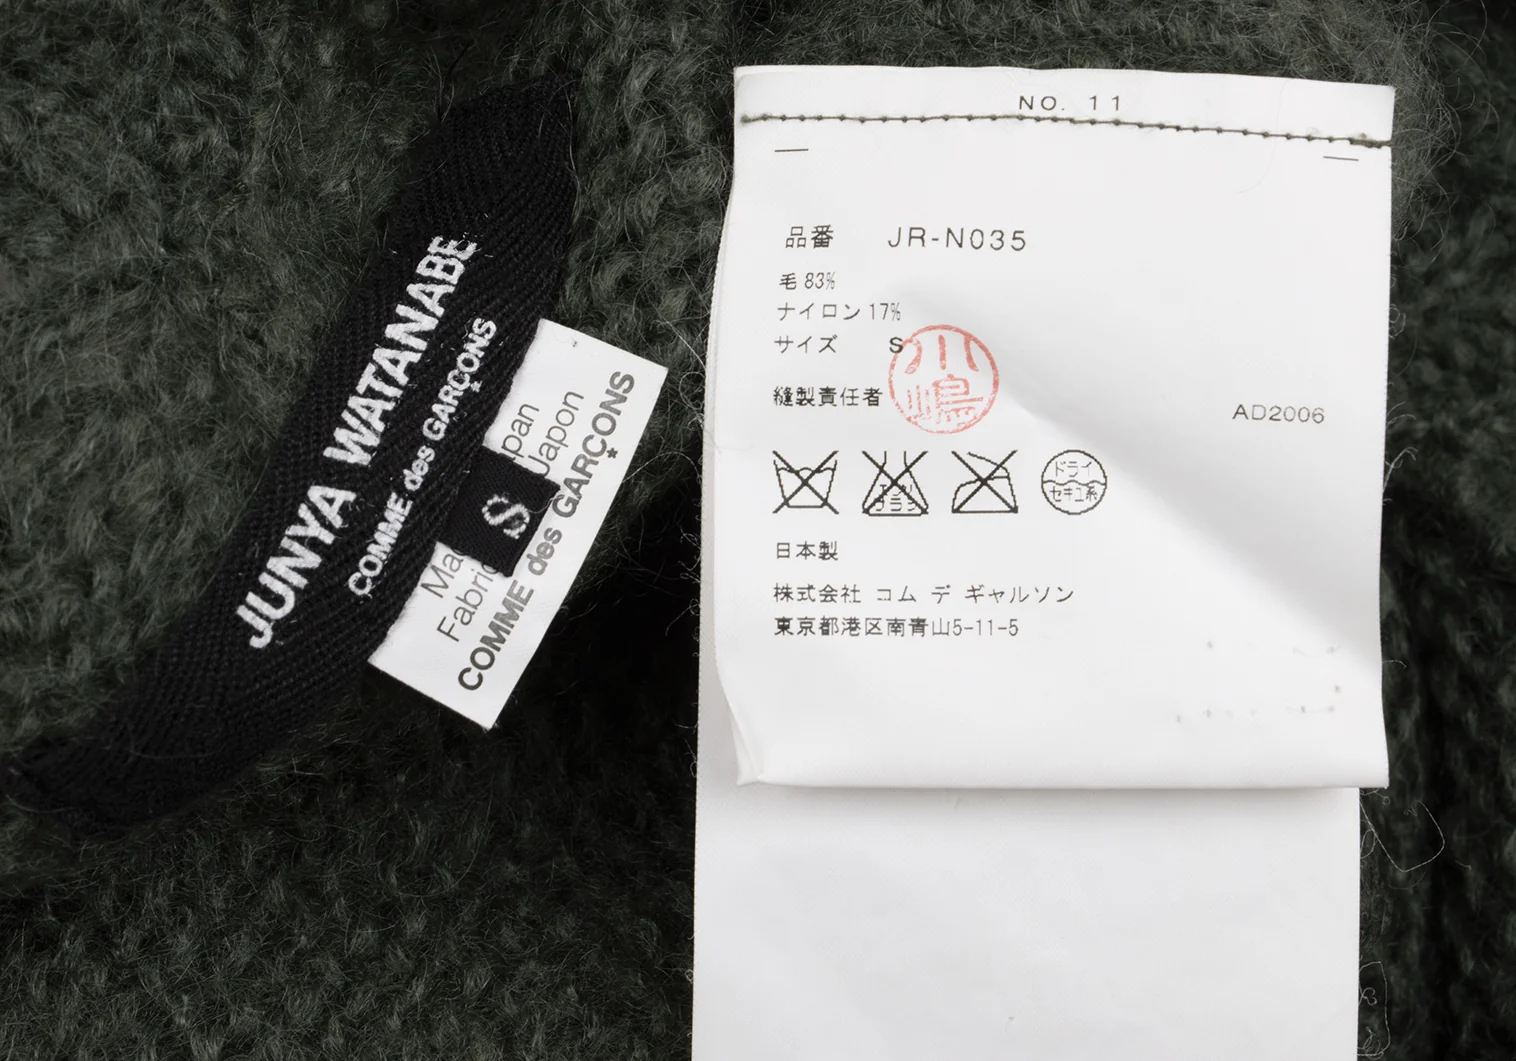 JUNYA WATANABE
COMME des GARÇONS
S
Japon
COMME des GARÇONS
NO. 11
品番 JR-N035
毛 83%
ナイロン 17%
サイズ S
縫製責任者
小嶋
AD2006
ドライ
セキユ系
日本製
株式会社 コム デ ギャルソン
東京都港区南青山5-11-5